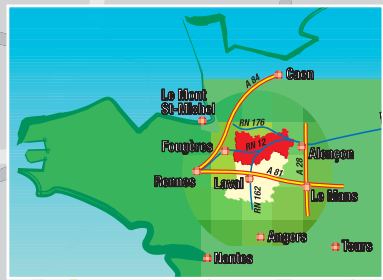 Caen
A 84
Le Mont
St-Michel
RN 176
Fougères
RN 12
Alençon
Rennes
Laval
A 81
A 28
Le Mans
RN 162
Angers
Tours
Nantes